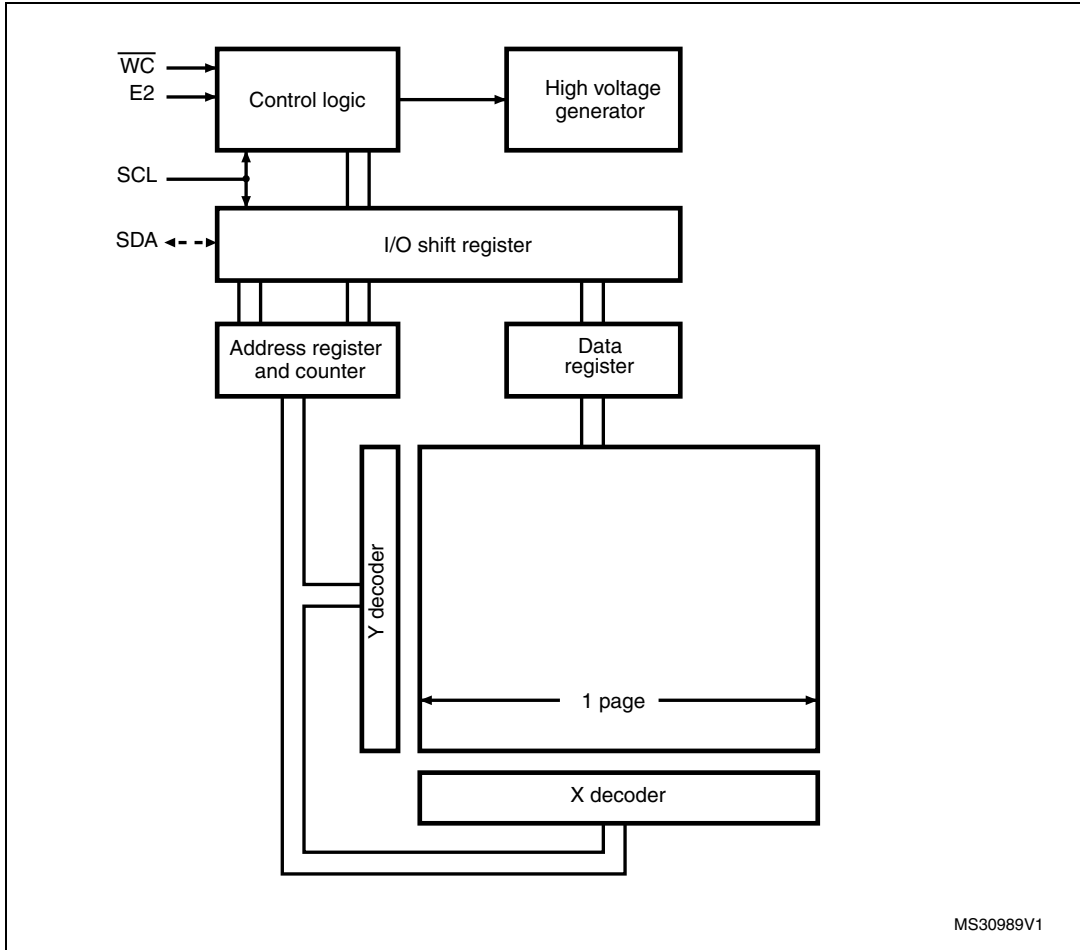 W̅C̅
E2
Control logic
High voltage
generator
SCL
SDA
I/O shift register
Address register
and counter
Data
register
Y decoder
1 page
X decoder
MS30989V1